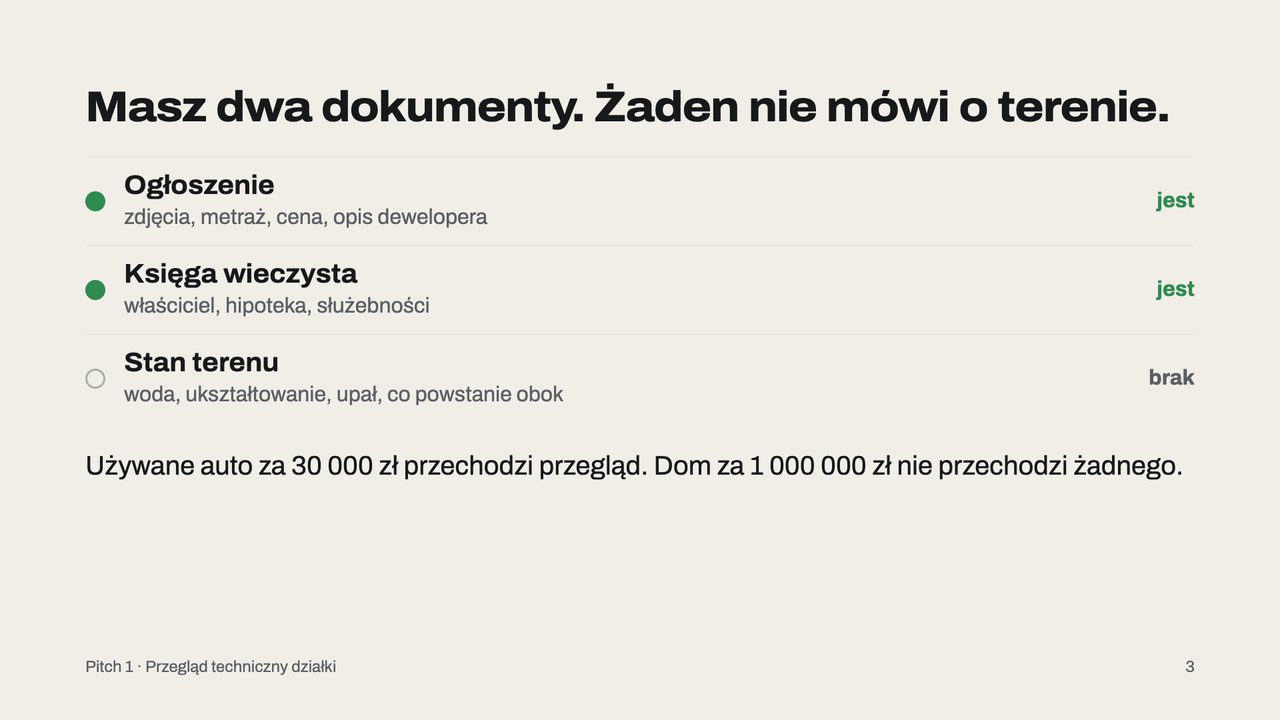 Masz dwa dokumenty. Żaden nie mówi o terenie.
Ogłoszenie
zdjęcia, metraż, cena, opis dewelopera
jest
Księga wieczysta
właściciel, hipoteka, służebności
jest
Stan terenu
woda, ukształtowanie, upał, co powstanie obok
brak
Używane auto za 30 000 zł przechodzi przegląd. Dom za 1 000 000 zł nie przechodzi żadnego.
Pitch 1 · Przegląd techniczny działki
3